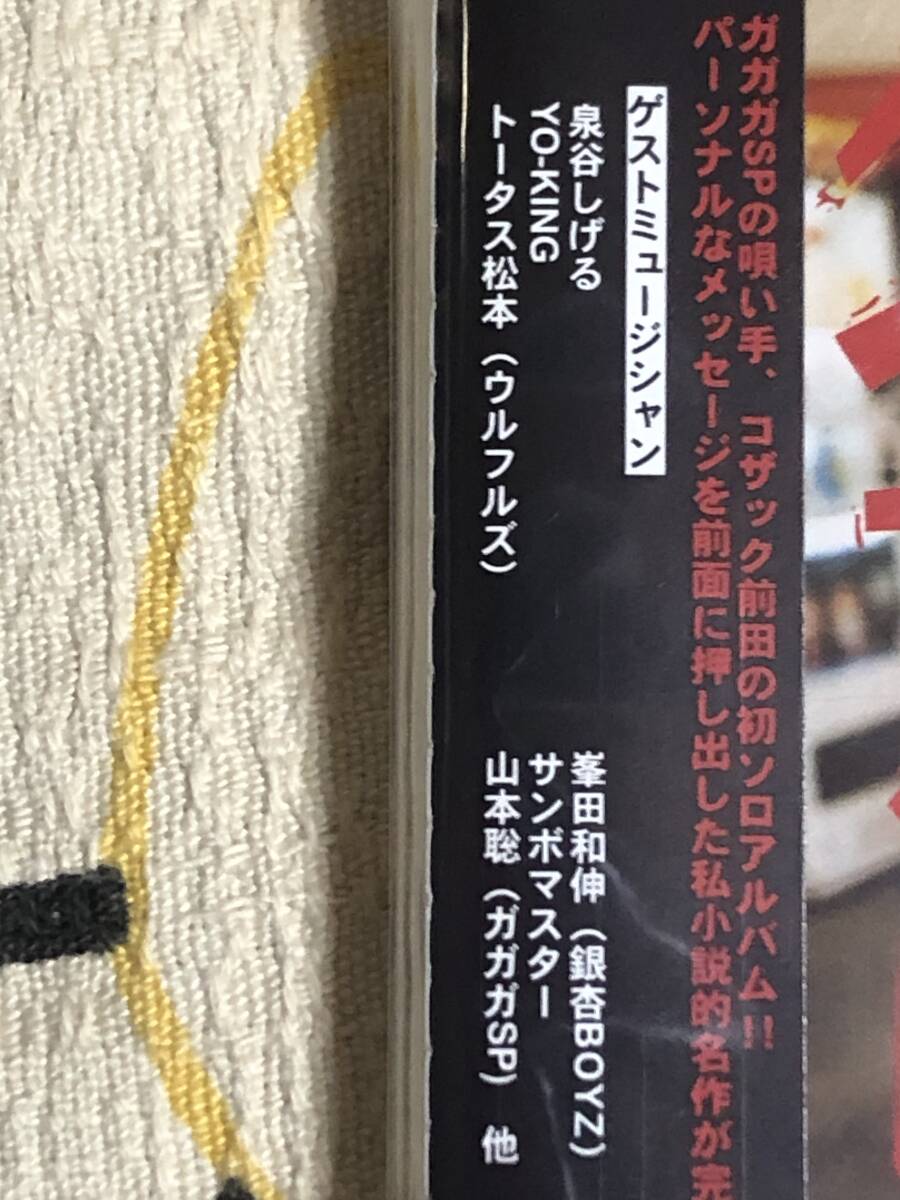 ガガガSPの唄い手、コザック前田の初ソロアルバム!!
パーソナルなメッセージを前面に押し出した私小説的名作が完
ゲストミュージシャン
泉谷しげる
YO-KING
トータス松本（ウルフルズ）
峯田和伸（銀杏BOYZ）
サンボマスター
山本聡（ガガガSP) 他